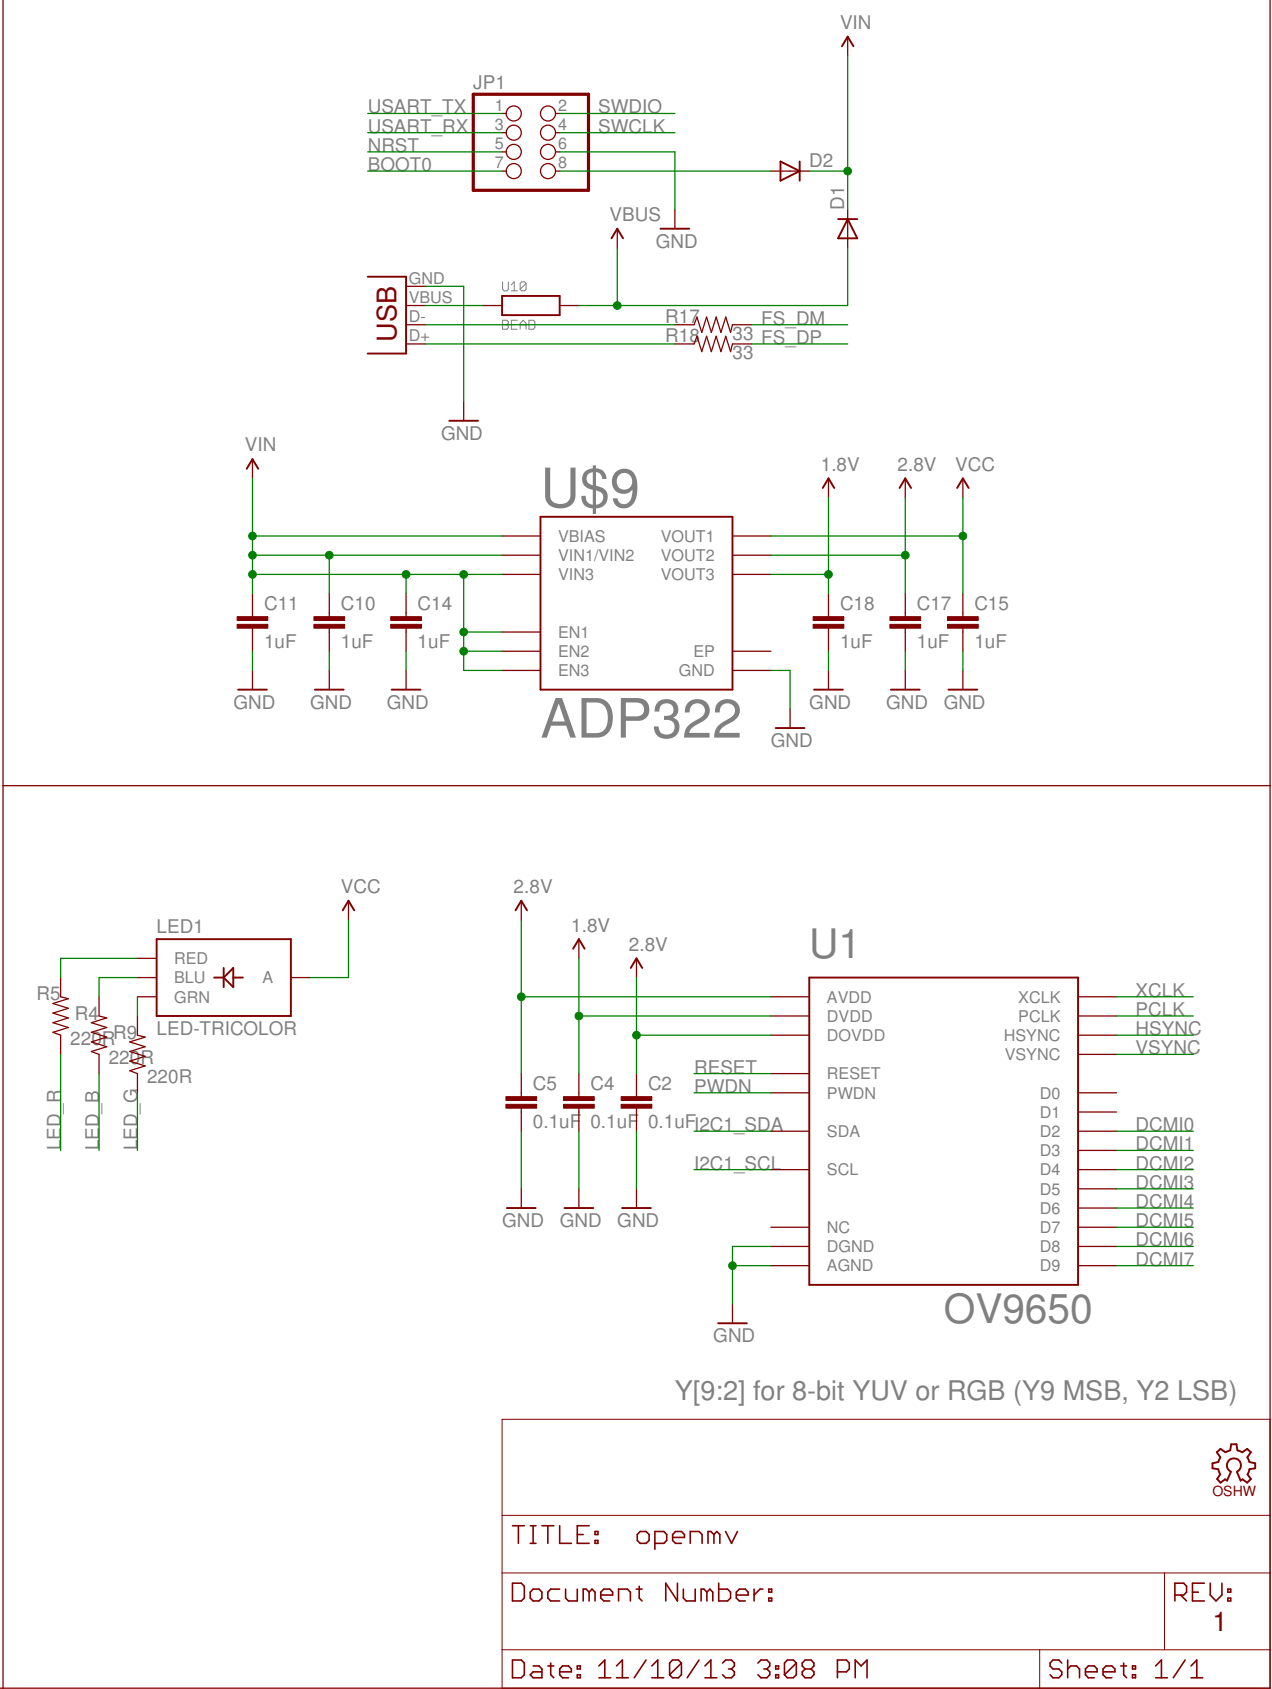 VIN
JP1
USART_TX 1 2 SWDIO
USART_RX 3 4 SWCLK
NRST 5 6
BOOT0 7 8
D2
D1
VBUS
GND
USB
GND
VBUS
D-
D+
U10
BEAD
R17 33 FS_DM
R18 33 FS_DP
GND
VIN
U$9
1.8V 2.8V VCC
VBIAS VOUT1
VIN1/VIN2 VOUT2
VIN3 VOUT3
C11 C10 C14
1uF 1uF 1uF
EN1
EN2 EP
EN3 GND
C18 C17 C15
1uF 1uF 1uF
GND GND GND
GND GND GND
ADP322
GND
VCC
LED1
RED
BLU A
GRN
LED-TRICOLOR
R5
220R
R4
220R
R9
220R
LED_R
LED_B
LED_G
2.8V
1.8V
2.8V
U1
AVDD XCLK XCLK
DVDD PCLK PCLK
DOVDD HSYNC HSYNC
VSYNC VSYNC
RESET RESET
PWDN PWDN D0
D1
C5 C4 C2
0.1uF 0.1uF 0.1uF
I2C1_SDA SDA D2 DCMI0
D3 DCMI1
I2C1_SCL SCL D4 DCMI2
D5 DCMI3
D6 DCMI4
NC D7 DCMI5
DGND D8 DCMI6
AGND D9 DCMI7
GND GND GND
GND
OV9650
Y[9:2] for 8-bit YUV or RGB (Y9 MSB, Y2 LSB)
OSHW
TITLE: openmv
Document Number:
REV:
1
Date: 11/10/13 3:08 PM
Sheet: 1/1